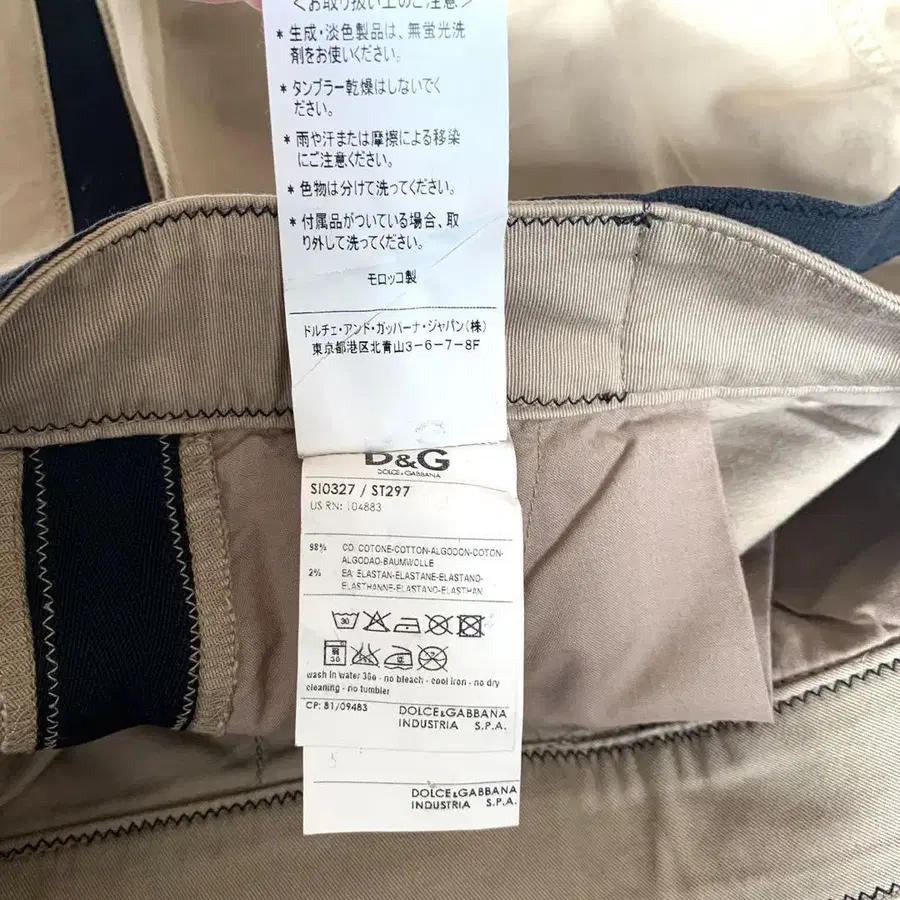 ＜お取り扱い上のご注意＞
* 生成・淡色製品は、無蛍光洗
剤をお使いください。
* タンブラー乾燥はしないでく
ださい。
* 雨や汗または摩擦による移染
にご注意ください。
* 色物は分けて洗ってください。
* 付属品がついている場合、取
り外して洗ってください。
モロッコ製
ドルチェ・アンド・ガッバーナ・ジャパン(株)
東京都港区北青山3-6-7-8F
D&G
DOLCE&GABBANA
SI0327 / ST297
US RN: 104883
98% CO: COTONE-COTTON-ALGODON-COTON-
ALGODAO-BAUMWOLLE
2% EA: ELASTAN-ELASTANE-ELASTANO-
ELASTHANNE-ELASTANO-ELASTHAN
30
30
wash in water 30e - no bleach - cool iron - no dry
cleaning - no tumbler
CP: 81/09483
DOLCE&GABBANA
INDUSTRIA S.P.A.
DOLCE&GABBANA
INDUSTRIA S.P.A.